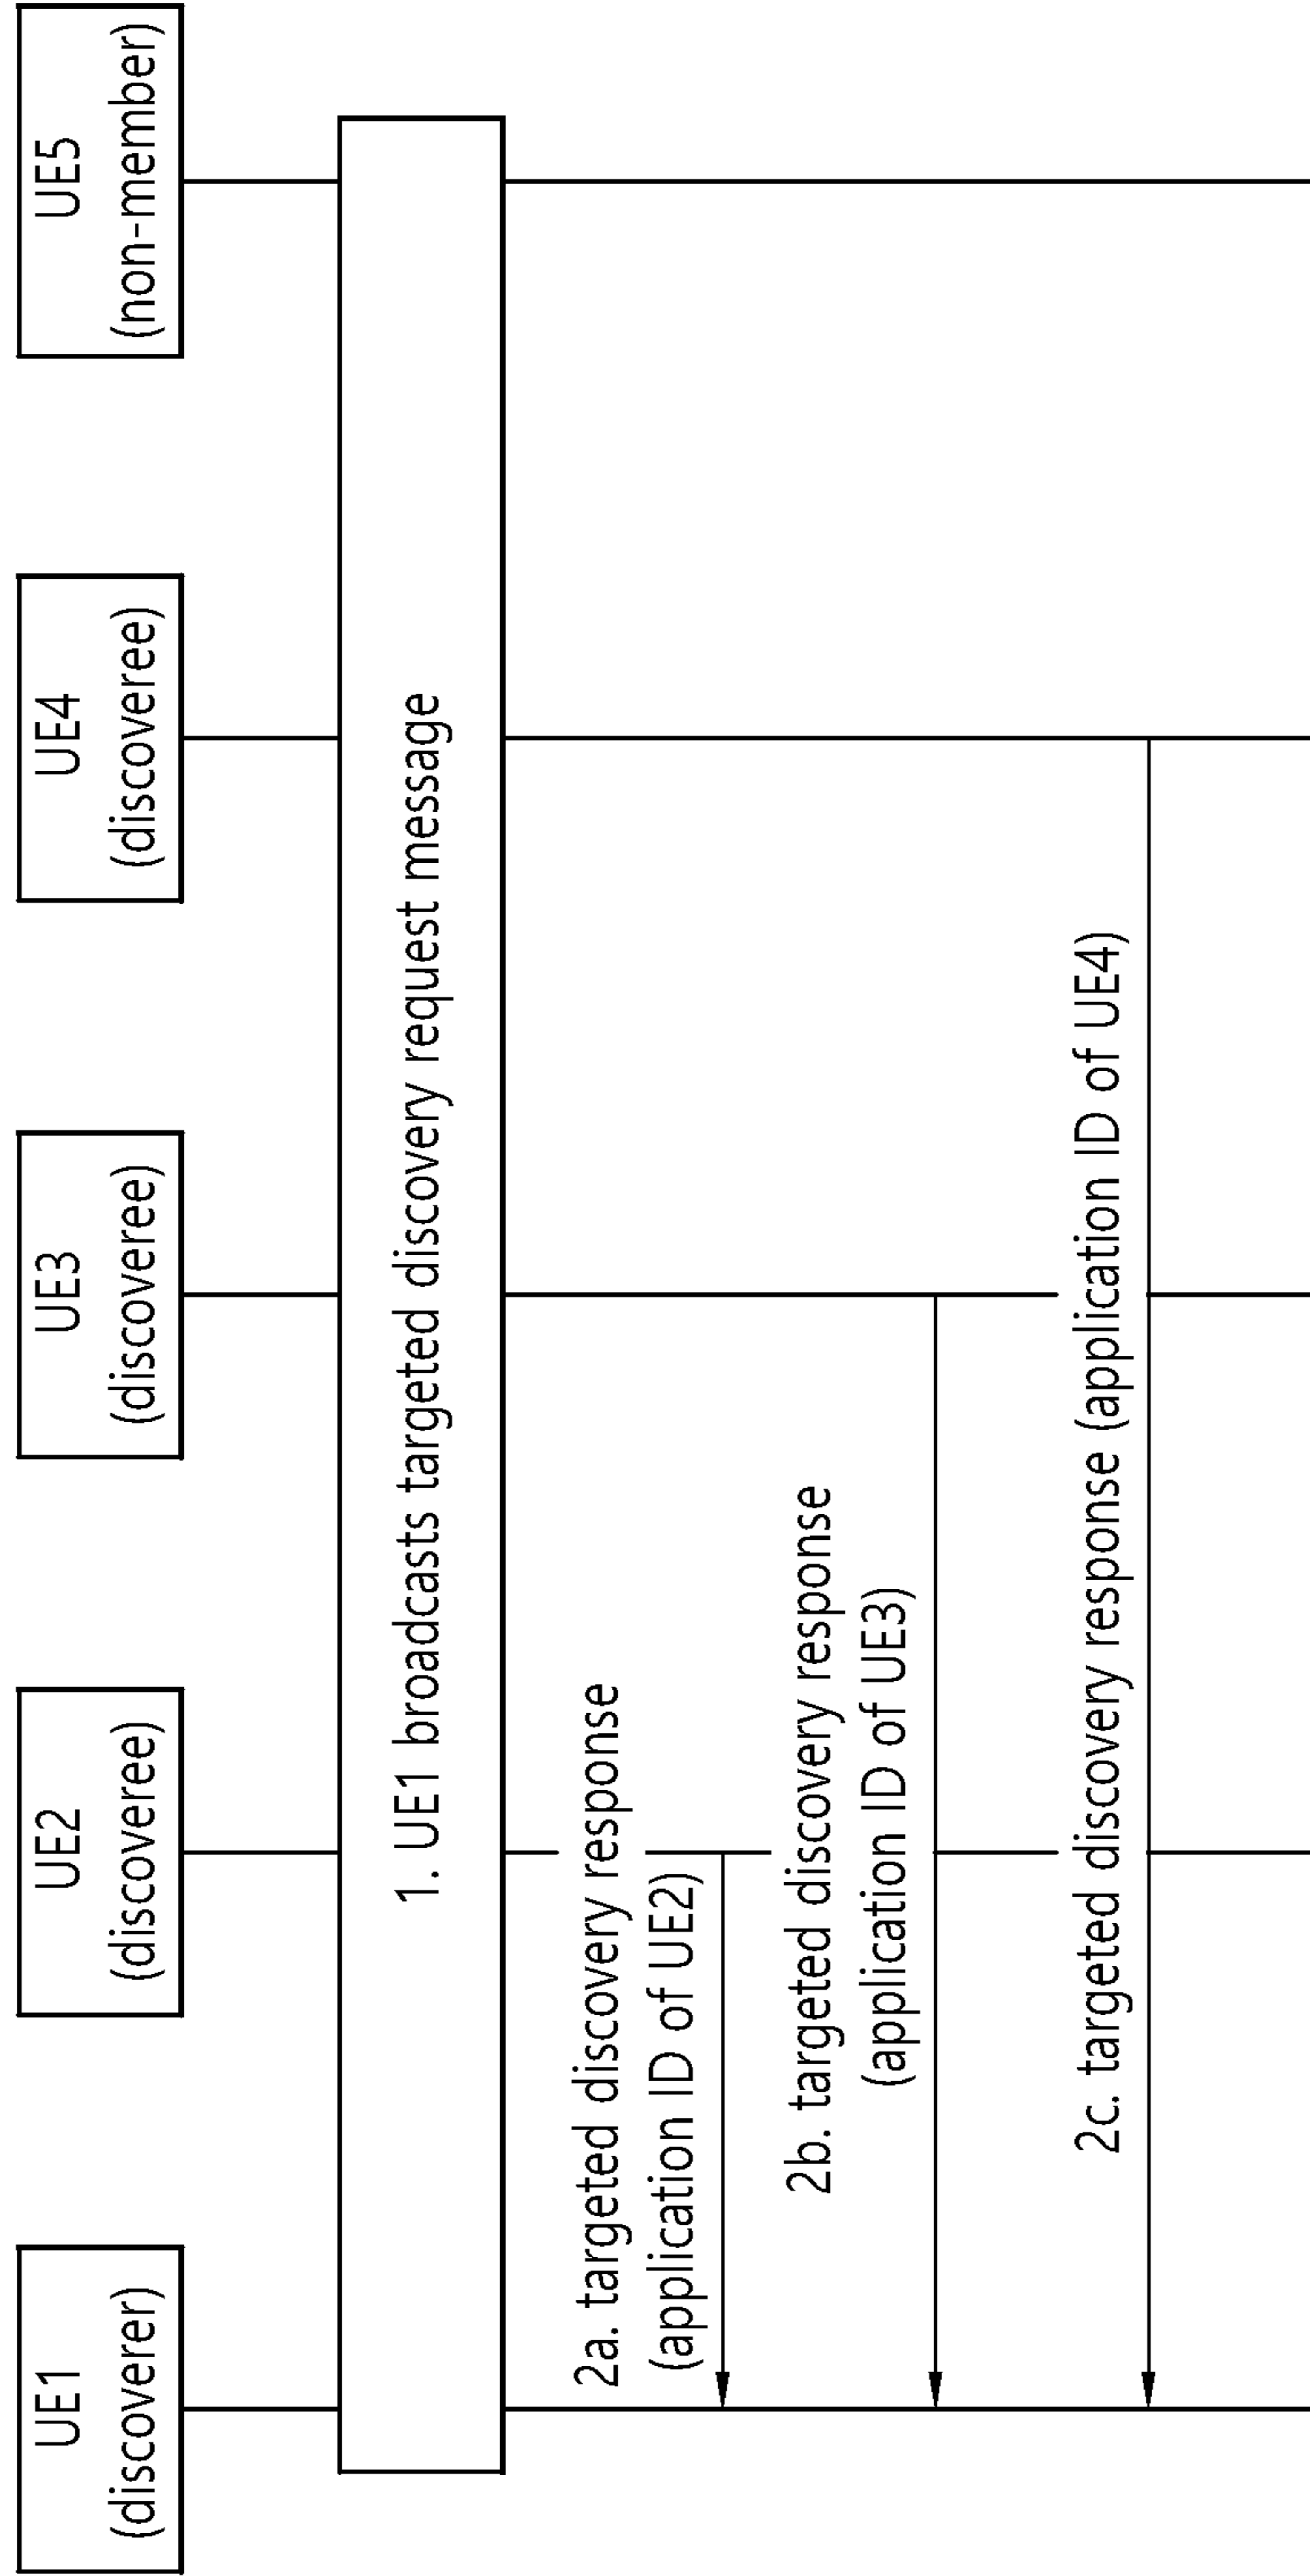 UE1
(discoverer)
UE2
(discoveree)
UE3
(discoveree)
UE4
(discoveree)
UE5
(non-member)
1. UE1 broadcasts targeted discovery request message
2a. targeted discovery response
(application ID of UE2)
2b. targeted discovery response
(application ID of UE3)
2c. targeted discovery response (application ID of UE4)